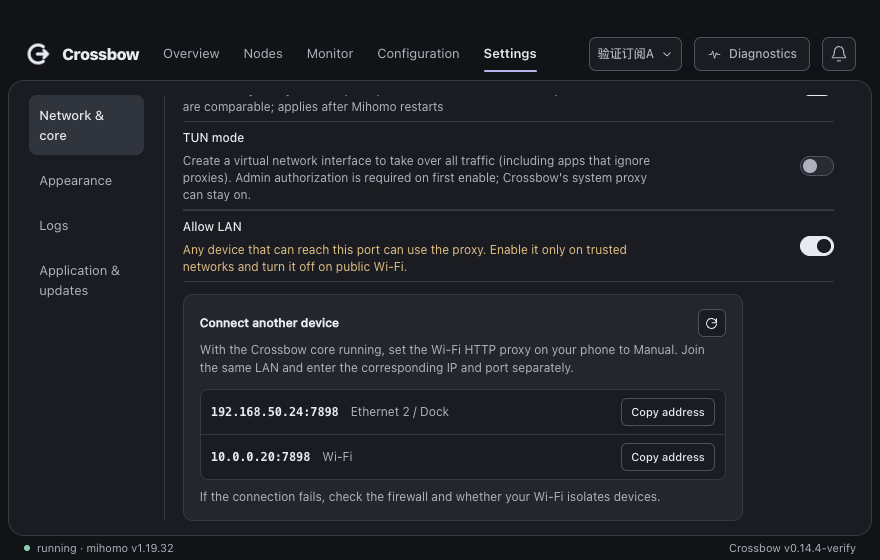 Crossbow
Overview
Nodes
Monitor
Configuration
Settings
验证订阅A
Diagnostics
Network &
core
Appearance
Logs
Application &
updates
are comparable; applies after Mihomo restarts
TUN mode
Create a virtual network interface to take over all traffic (including apps that ignore
proxies). Admin authorization is required on first enable; Crossbow's system proxy
can stay on.
Allow LAN
Any device that can reach this port can use the proxy. Enable it only on trusted
networks and turn it off on public Wi-Fi.
Connect another device
With the Crossbow core running, set the Wi-Fi HTTP proxy on your phone to Manual. Join
the same LAN and enter the corresponding IP and port separately.
192.168.50.24:7898 Ethernet 2 / Dock
Copy address
10.0.0.20:7898 Wi-Fi
Copy address
If the connection fails, check the firewall and whether your Wi-Fi isolates devices.
running · mihomo v1.19.32
Crossbow v0.14.4-verify